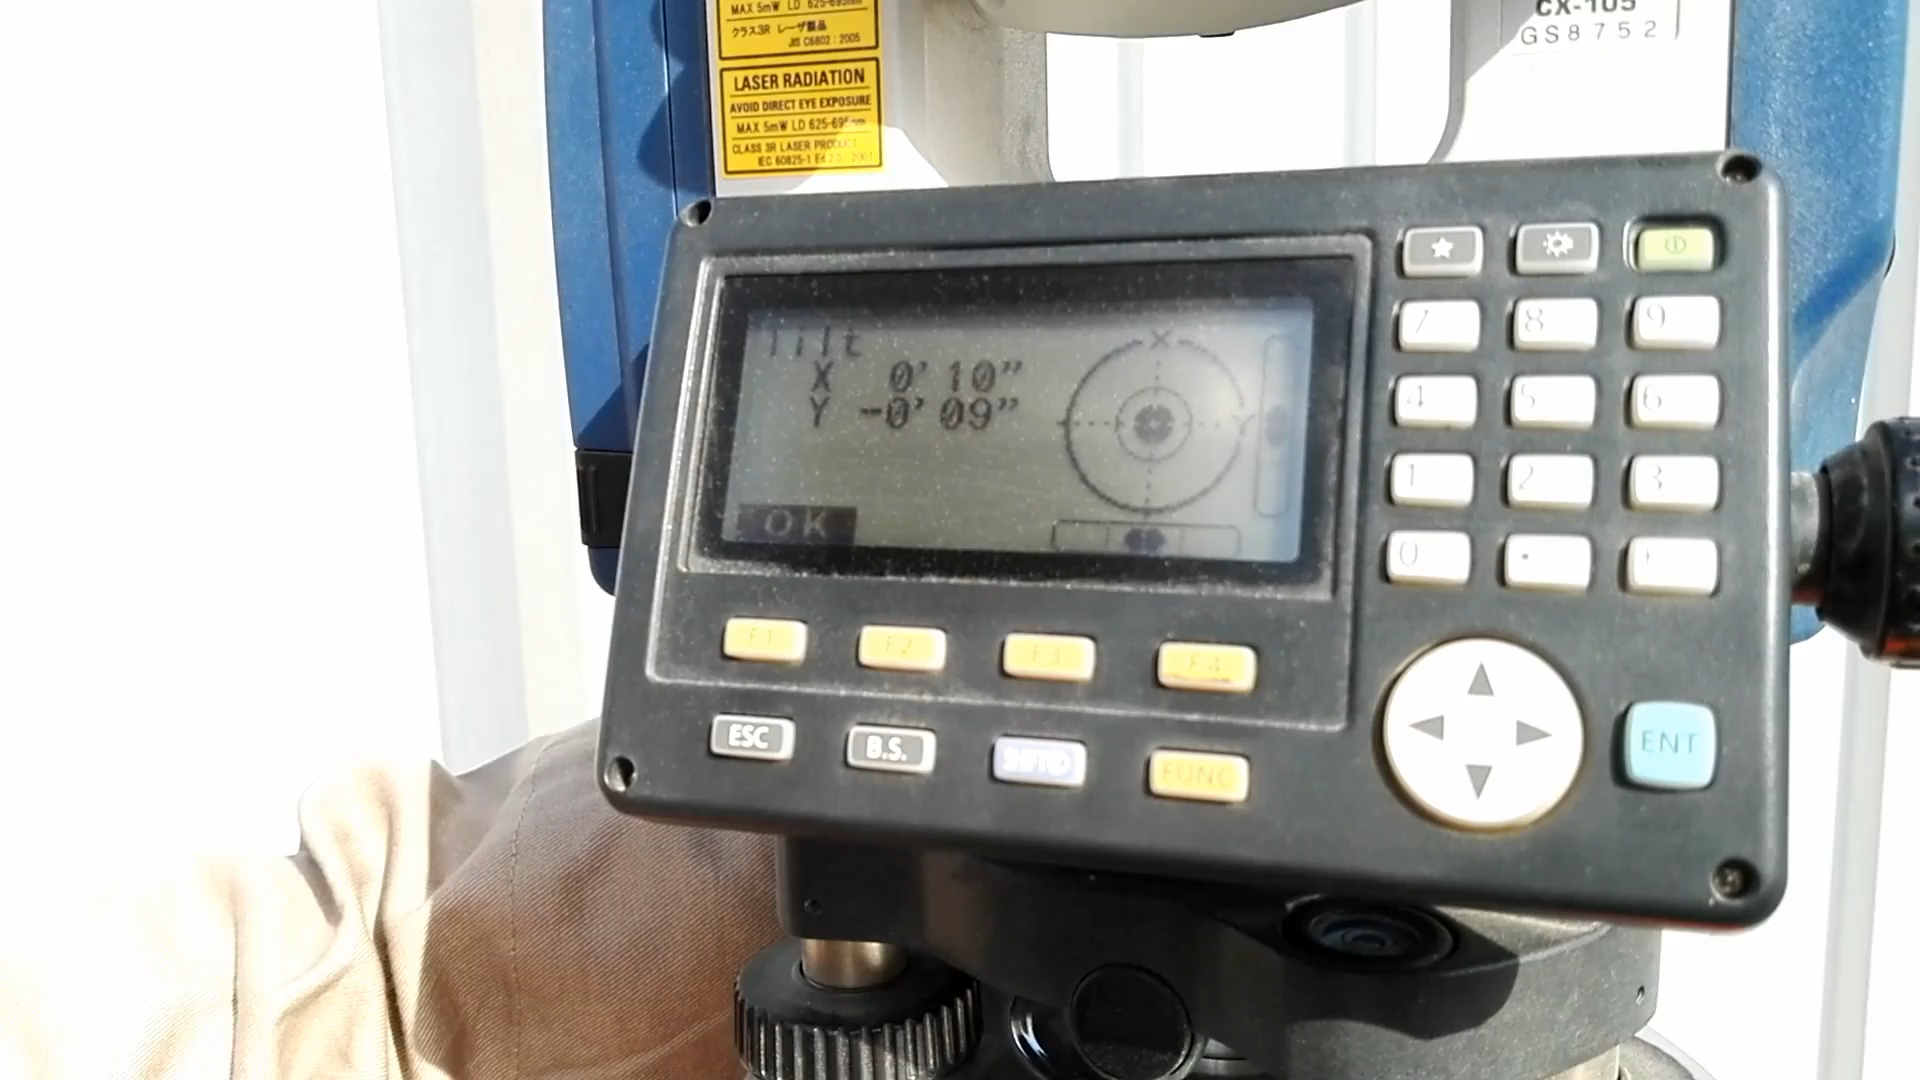 MAX 5mW LD 625-695nm
クラス3R レーザ製品
JIS C6802 : 2005
LASER RADIATION
AVOID DIRECT EYE EXPOSURE
MAX 5mW LD 625-695nm
CLASS 3R LASER PRODUCT
IEC 60825-1 Ed.2.0 : 2007
CX-105
GS8752
Tilt
X 0' 10"
Y -0' 09"
X
Y
OK
7 8 9
4 5 6
1 2 3
0 .
F1 F2 F3 F4
ESC B.S. SHIFT FUNC
ENT